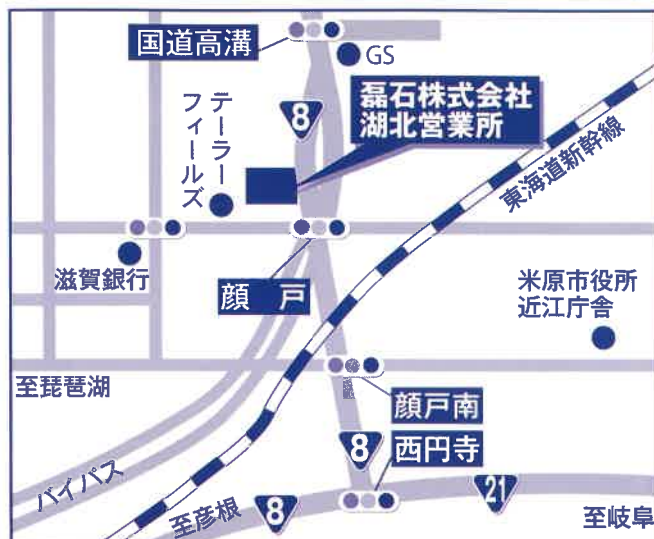 国道高溝
GS
8
磊石株式会社
湖北営業所
テーラー
フィールズ
東海道新幹線
滋賀銀行
顔 戸
米原市役所
近江庁舎
至琵琶湖
顔戸南
8
西円寺
バイパス
至彦根
8
21
至岐阜